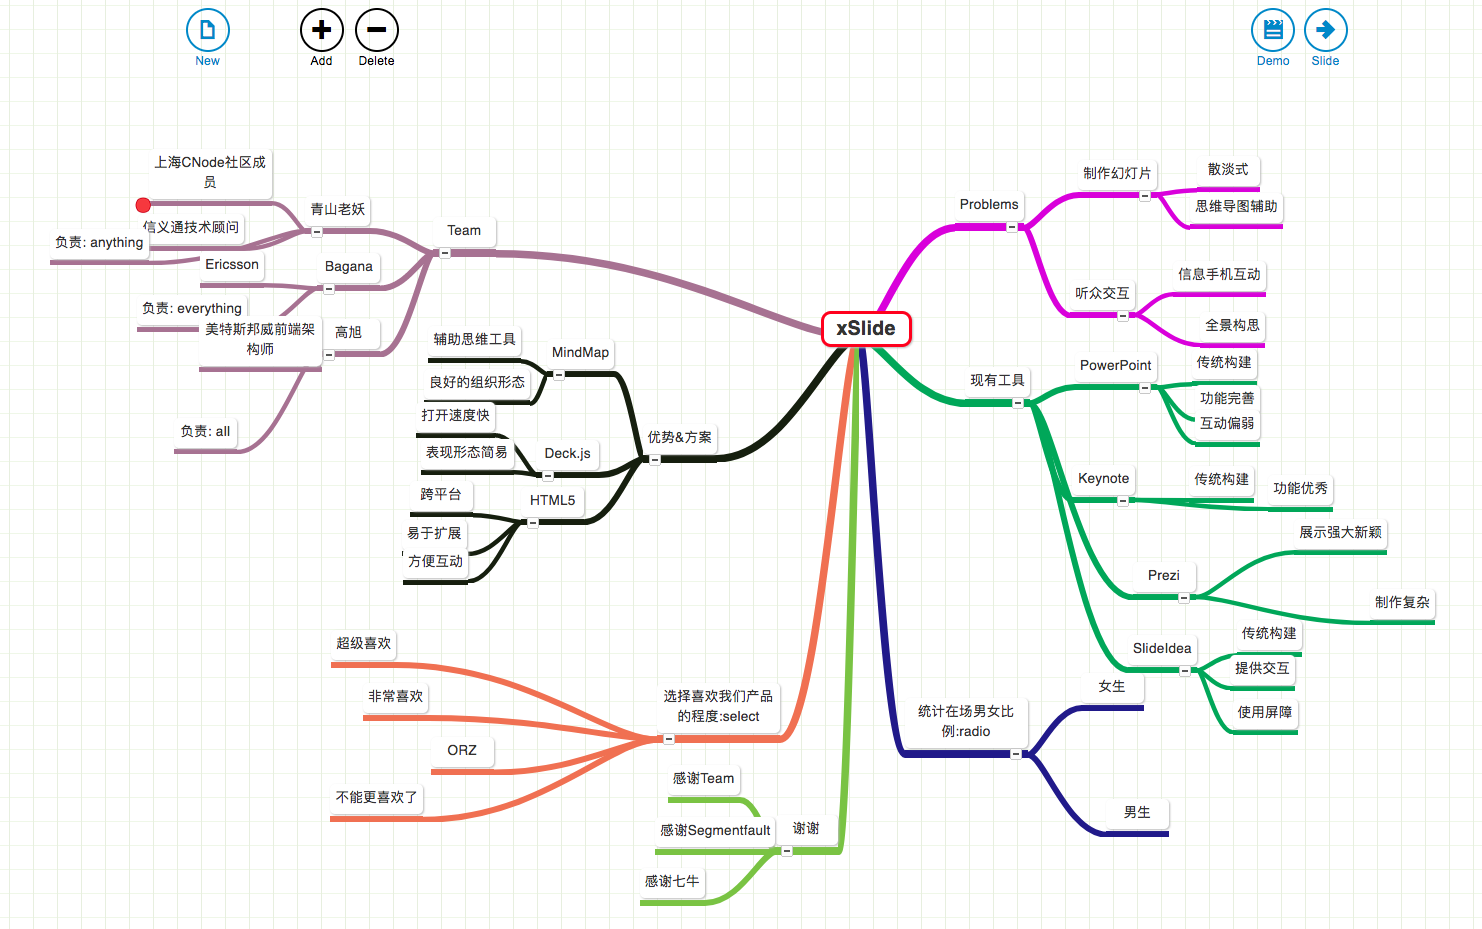 New
Add
Delete
Demo
Slide
xSlide
Team
青山老妖
上海CNode社区成
员
信义通技术顾问
负责: anything
Bagana
Ericsson
负责: everything
高旭
美特斯邦威前端架
构师
负责: all
优势&方案
MindMap
辅助思维工具
良好的组织形态
Deck.js
打开速度快
表现形态简易
HTML5
跨平台
易于扩展
方便互动
选择喜欢我们产品
的程度:select
超级喜欢
非常喜欢
ORZ
不能更喜欢了
谢谢
感谢Team
感谢Segmentfault
感谢七牛
Problems
制作幻灯片
散淡式
思维导图辅助
听众交互
信息手机互动
全景构思
现有工具
PowerPoint
传统构建
功能完善
互动偏弱
Keynote
传统构建
功能优秀
Prezi
展示强大新颖
制作复杂
SlideIdea
传统构建
提供交互
使用屏障
统计在场男女比
例:radio
女生
男生